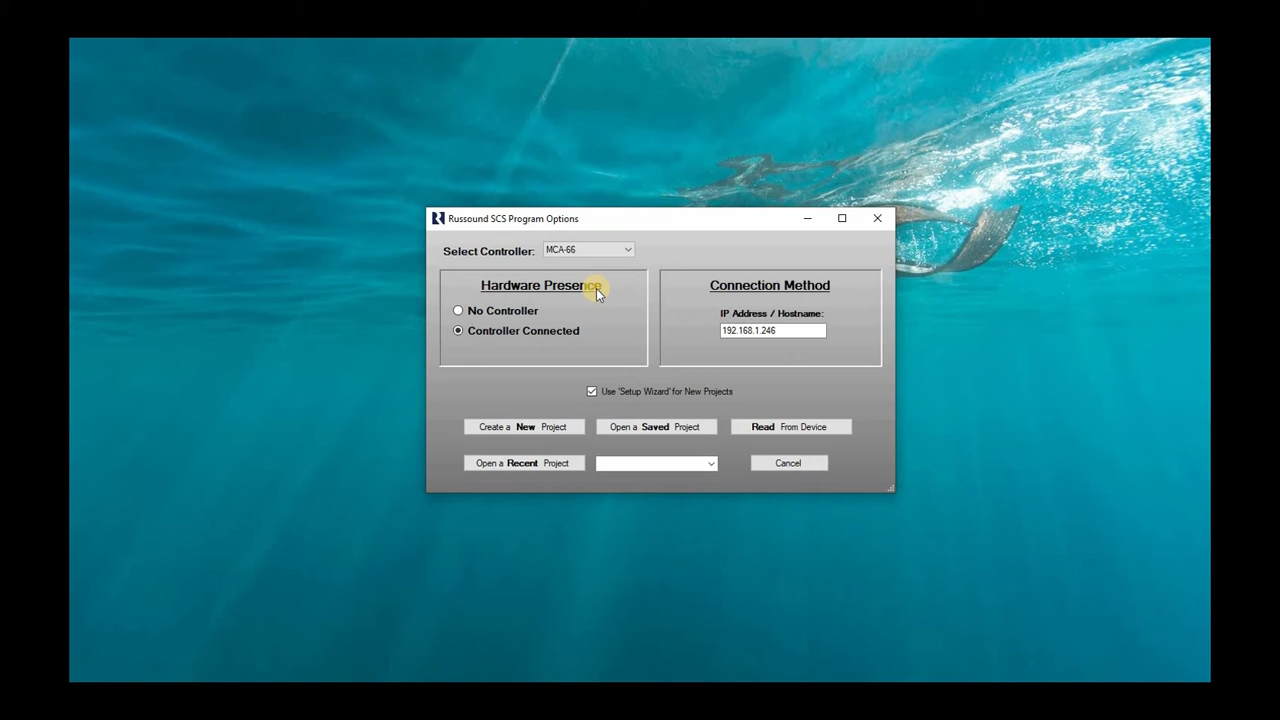 Russound SCS Program Options
Select Controller: MCA-66
Hardware Presence
No Controller
Controller Connected
Connection Method
IP Address / Hostname:
192.168.1.246
Use 'Setup Wizard' for New Projects
Create a New Project
Open a Saved Project
Read From Device
Open a Recent Project
Cancel